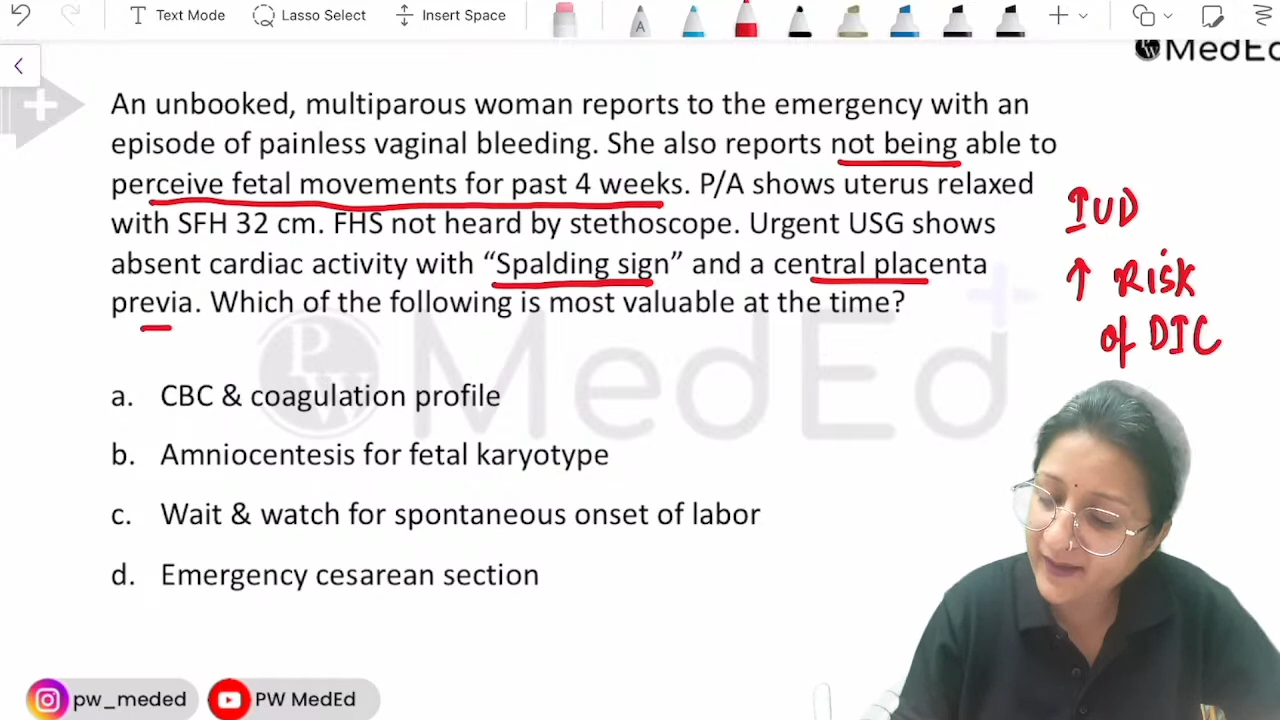 Text Mode
Lasso Select
Insert Space
A
MedEd
An unbooked, multiparous woman reports to the emergency with an
episode of painless vaginal bleeding. She also reports not being able to
perceive fetal movements for past 4 weeks. P/A shows uterus relaxed
with SFH 32 cm. FHS not heard by stethoscope. Urgent USG shows
absent cardiac activity with “Spalding sign” and a central placenta
previa. Which of the following is most valuable at the time?
↑UD
↑ Risk
of DIC
PW MedEd
a. CBC & coagulation profile
b. Amniocentesis for fetal karyotype
c. Wait & watch for spontaneous onset of labor
d. Emergency cesarean section
pw_meded
PW MedEd